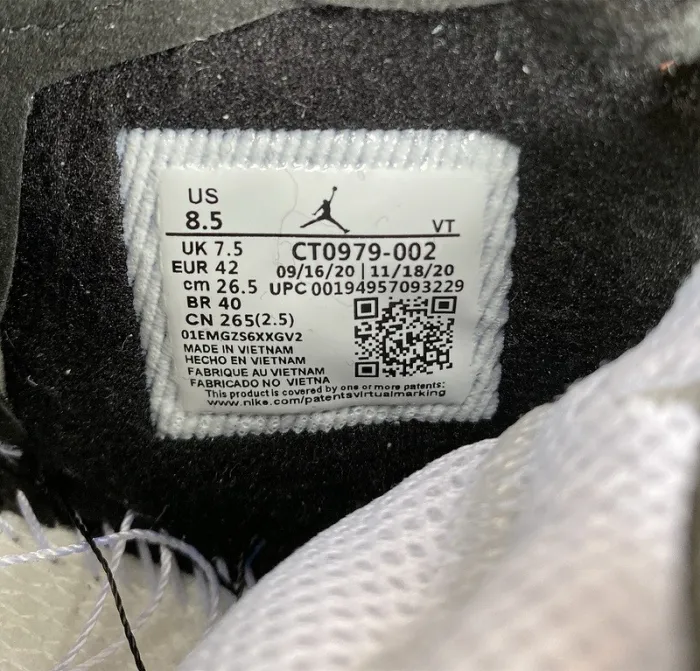 US
8.5
VT
UK 7.5
CT0979-002
EUR 42
09/16/20 | 11/18/20
cm 26.5
UPC 00194957093229
BR 40
CN 265(2.5)
01EMGZS6XXGV2
MADE IN VIETNAM
HECHO EN VIETNAM
FABRIQUE AU VIETNAM
FABRICADO NO VIETNA
This product is covered by one or more patents:
www.nike.com/patentsvirtualmarking